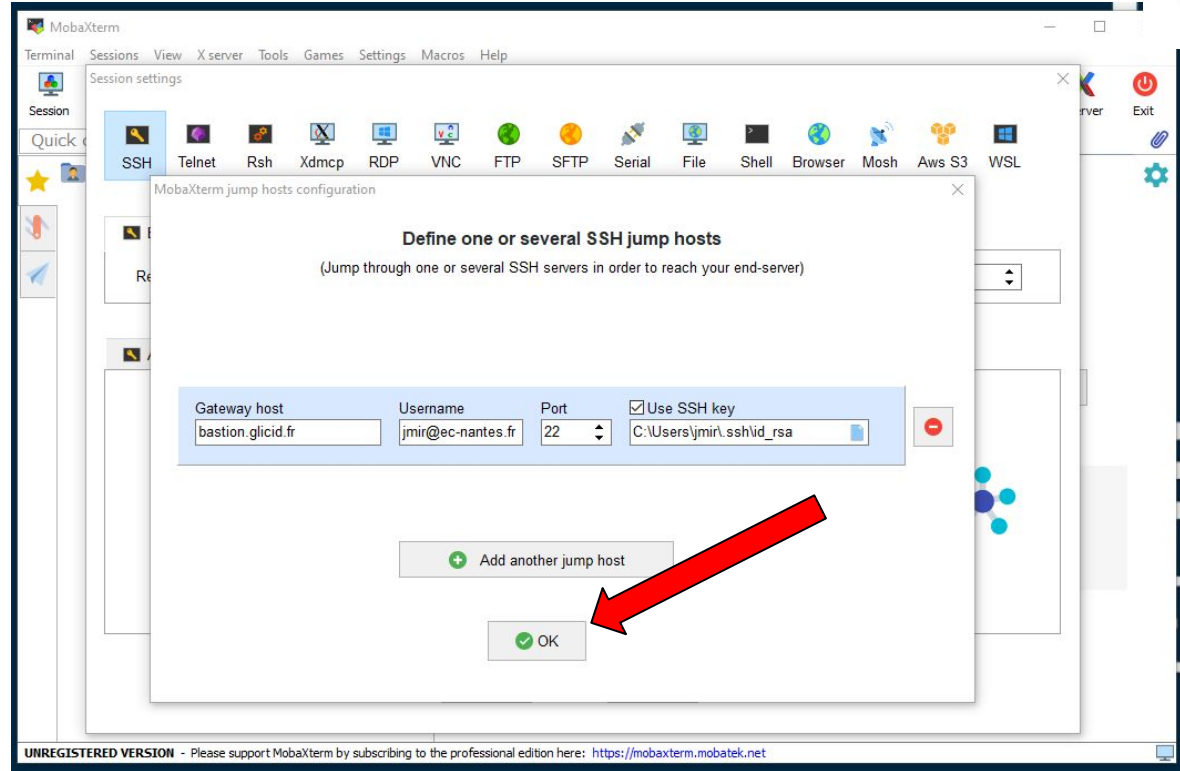 MobaXterm
Terminal Sessions View X server Tools Games Settings Macros Help
Session settings
Session
Exit
Quick
SSH Telnet Rsh Xdmcp RDP VNC FTP SFTP Serial File Shell Browser Mosh Aws S3 WSL
MobaXterm jump hosts configuration
Define one or several SSH jump hosts
(Jump through one or several SSH servers in order to reach your end-server)
Gateway host Username Port Use SSH key
bastion.glicid.fr jmir@ec-nantes.fr 22 C:\Users\jmir\.ssh\id_rsa
Add another jump host
OK
UNREGISTERED VERSION - Please support MobaXterm by subscribing to the professional edition here: https://mobaxterm.mobatek.net